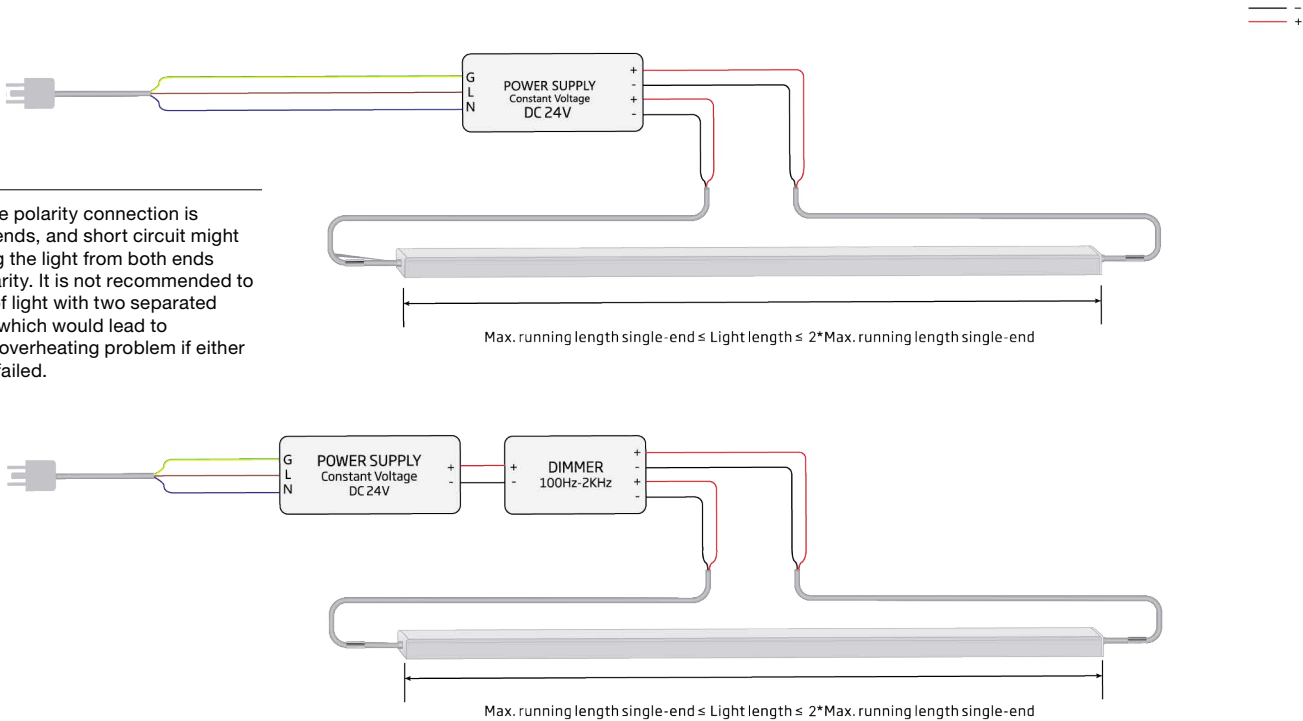 -
+
G
L
N
POWER SUPPLY
Constant Voltage
DC 24V
+
-
+
-
e polarity connection is
ends, and short circuit might
g the light from both ends
arity. It is not recommended to
of light with two separated
which would lead to
overheating problem if either
failed.
Max. running length single-end ≤ Light length ≤ 2*Max. running length single-end
G
L
N
POWER SUPPLY
Constant Voltage
DC 24V
+
-
+
-
DIMMER
100Hz-2KHz
+
-
+
-
Max. running length single-end ≤ Light length ≤ 2*Max. running length single-end